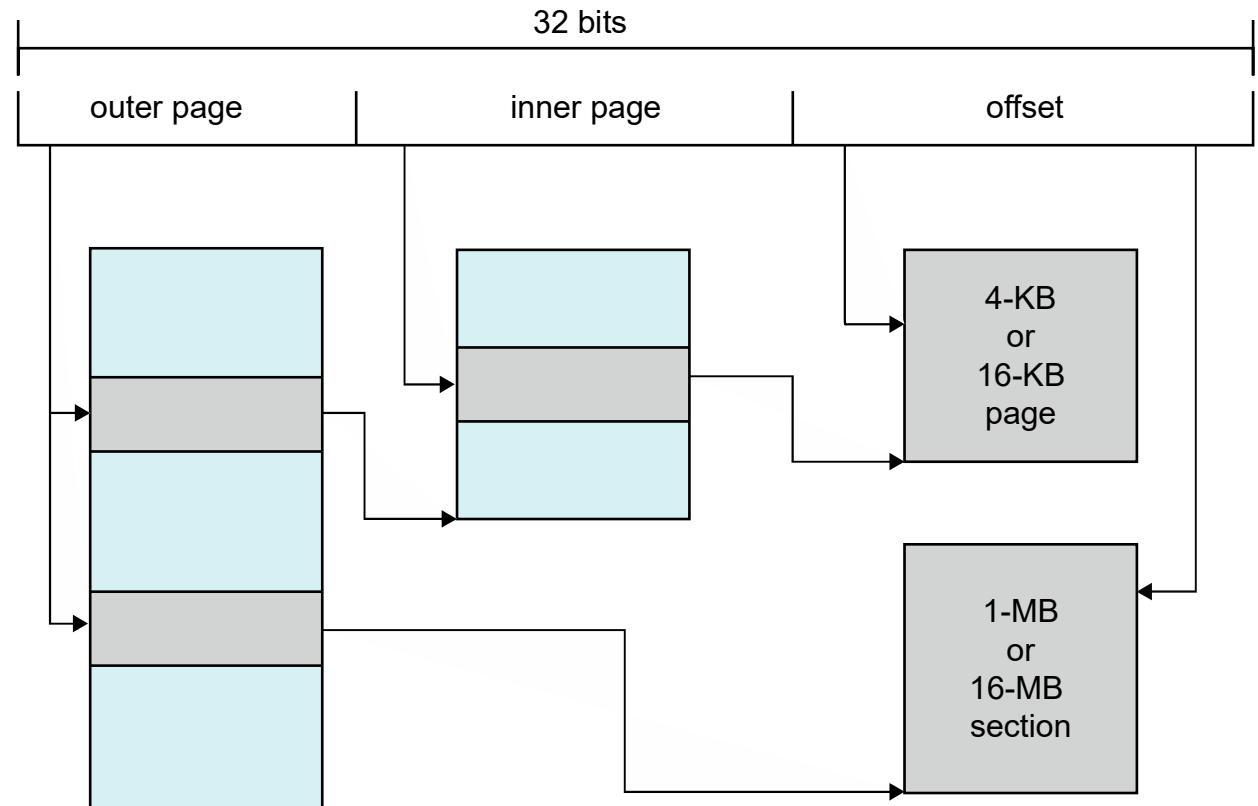 32 bits
outer page
inner page
offset
4-KB
or
16-KB
page
1-MB
or
16-MB
section